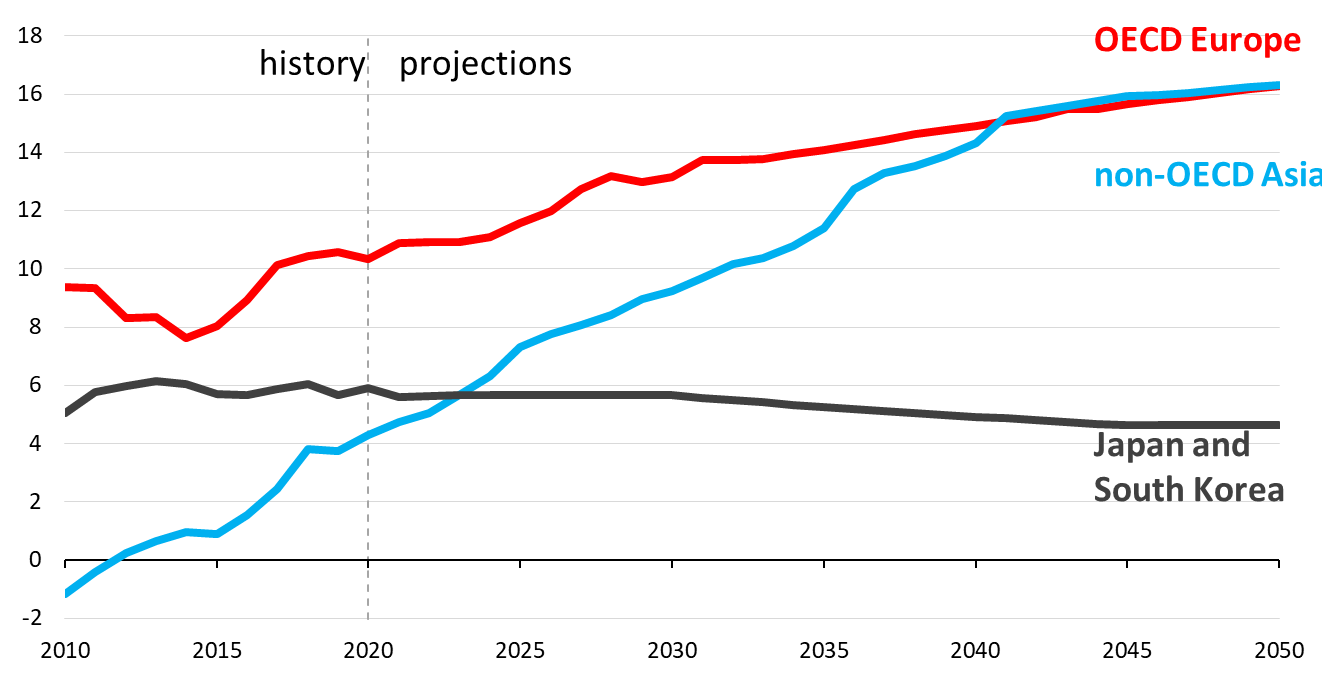 18
OECD Europe
history
projections
16
14
non-OECD Asia
12
10
8
6
4
Japan and
South Korea
2
0
-2
2010 2015 2020 2025 2030 2035 2040 2045 2050